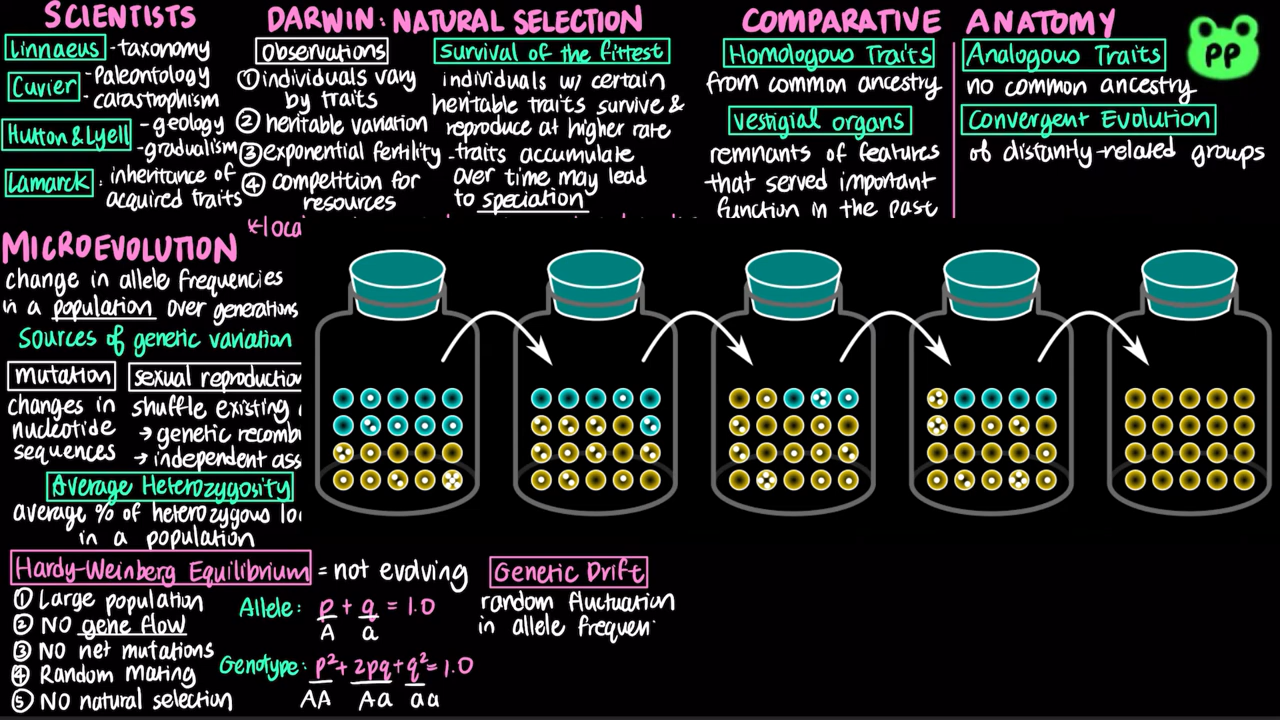 SCIENTISTS
Linnaeus - taxonomy
Cuvier - Paleontology
- catastrophism
Hutton & Lyell - geology
- gradualism
Lamarck: inheritance of
acquired traits
DARWIN: NATURAL SELECTION
Observations
① individuals vary
by traits
② heritable variation
③ exponential fertility
④ competition for
resources
Survival of the fittest
individuals w/ certain
heritable traits survive &
reproduce at higher rate
- traits accumulate
over time may lead
to speciation
COMPARATIVE ANATOMY
Homologous Traits
from common ancestry
Vestigial organs
remnants of features
that served important
function in the past
Analogous Traits
no common ancestry
Convergent Evolution
of distantly-related groups
PP
MICROEVOLUTION
change in allele frequencies
in a population over generations
Sources of genetic variation
mutation
changes in
nucleotide
sequences
sexual reproduction
shuffle existing
→ genetic
→ independent
Average Heterozygosity
average % of heterozygous
in a population
Hardy-Weinberg Equilibrium = not evolving
① Large population
② NO gene flow
③ NO net mutations
④ Random mating
⑤ NO natural selection
Allele: p + q = 1.0
A a
Genotype: p² + 2pq + q² = 1.0
AA Aa aa
Genetic Drift
random fluctuation
in allele frequen